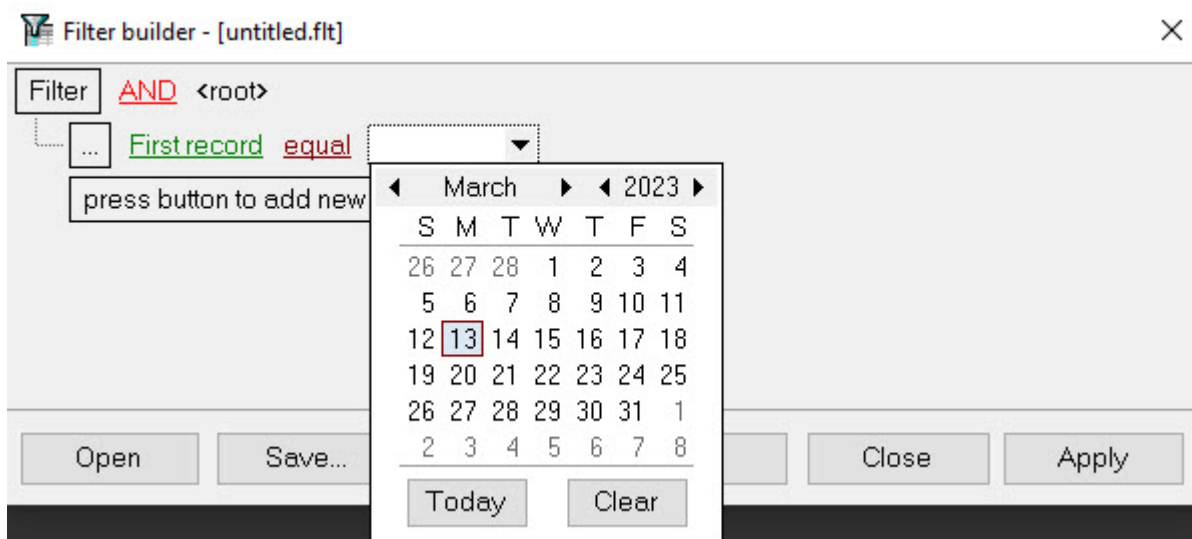 Filter builder - [untitled.flt]
Filter AND <root>
... First record equal
press button to add new
March 2023
S M T W T F S
26 27 28 1 2 3 4
5 6 7 8 9 10 11
12 13 14 15 16 17 18
19 20 21 22 23 24 25
26 27 28 29 30 31 1
2 3 4 5 6 7 8
Open Save... Close Apply
Today Clear